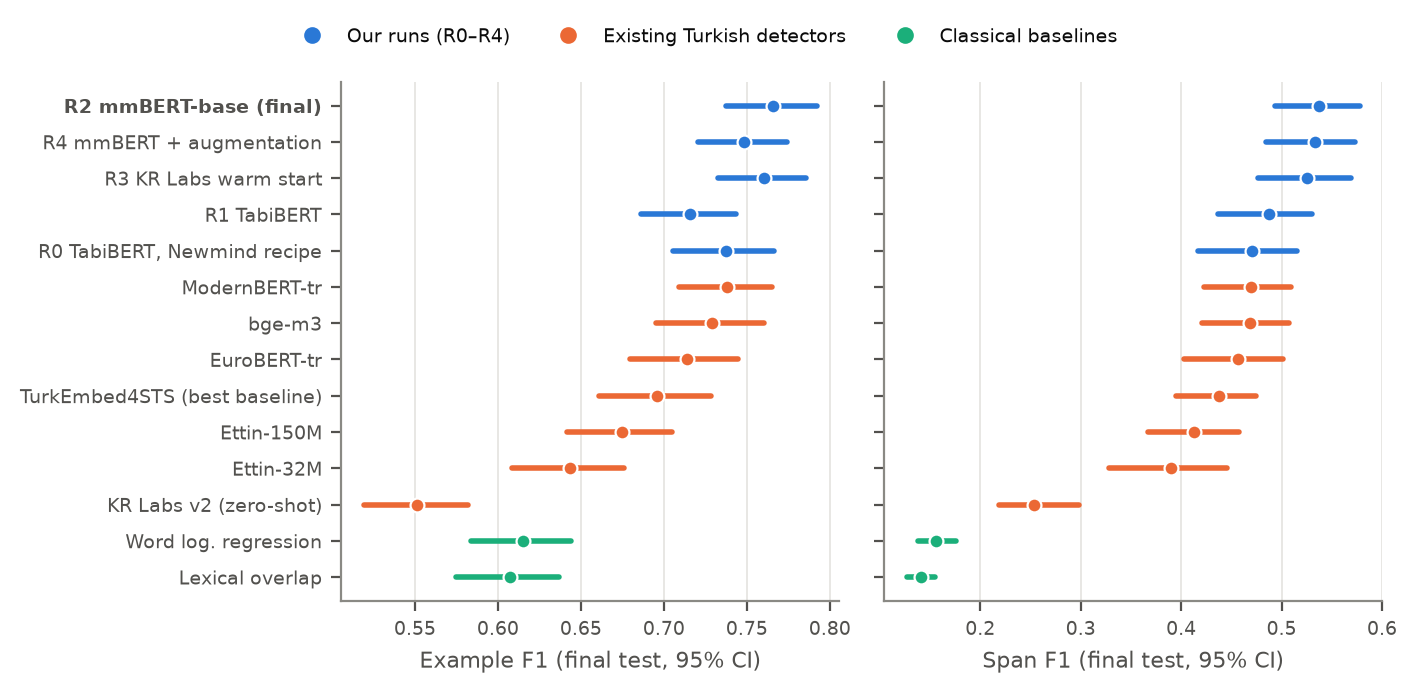 Our runs (R0–R4)
Existing Turkish detectors
Classical baselines
R2 mmBERT-base (final)
R4 mmBERT + augmentation
R3 KR Labs warm start
R1 TabiBERT
R0 TabiBERT, Newmind recipe
ModernBERT-tr
bge-m3
EuroBERT-tr
TurkEmbed4STS (best baseline)
Ettin-150M
Ettin-32M
KR Labs v2 (zero-shot)
Word log. regression
Lexical overlap
0.55 0.60 0.65 0.70 0.75 0.80
Example F1 (final test, 95% CI)
0.2 0.3 0.4 0.5 0.6
Span F1 (final test, 95% CI)